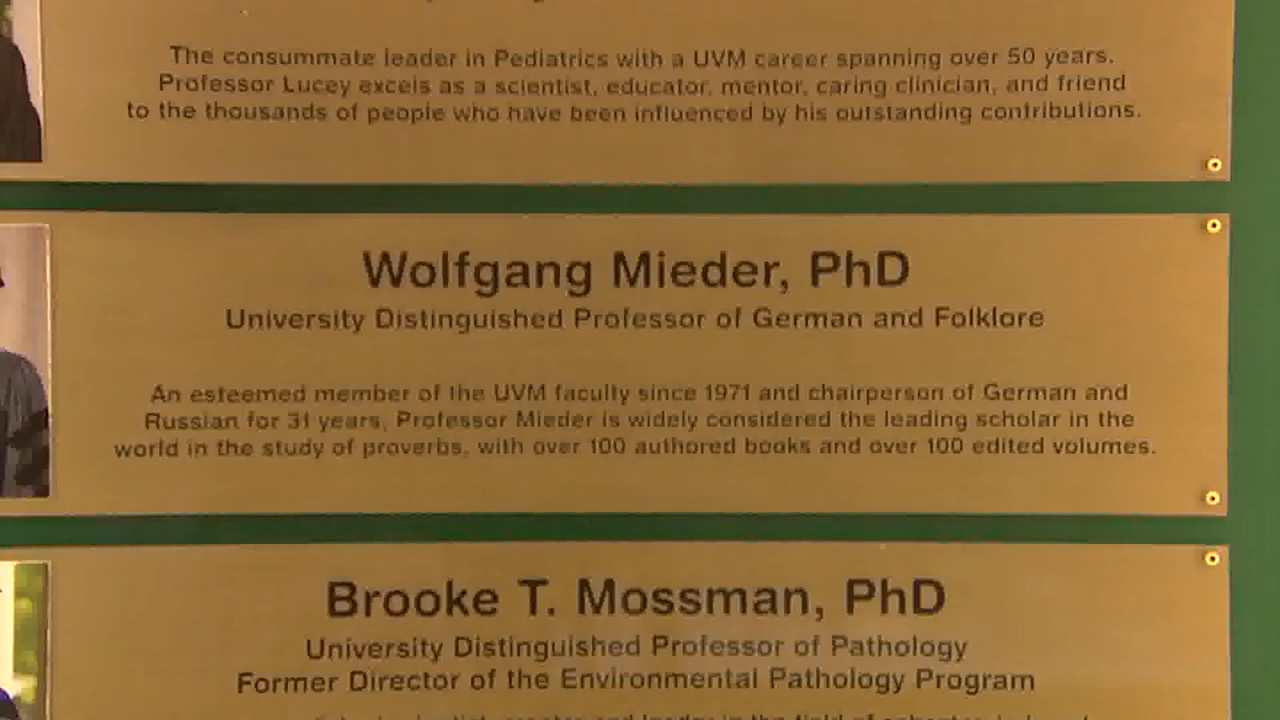 The consummate leader in Pediatrics with a UVM career spanning over 50 years.
Professor Lucey excels as a scientist, educator, mentor, caring clinician, and friend
to the thousands of people who have been influenced by his outstanding contributions.
Wolfgang Mieder, PhD
University Distinguished Professor of German and Folklore
An esteemed member of the UVM faculty since 1971 and chairperson of German and
Russian for 31 years, Professor Mieder is widely considered the leading scholar in the
world in the study of proverbs, with over 100 authored books and over 100 edited volumes.
Brooke T. Mossman, PhD
University Distinguished Professor of Pathology
Former Director of the Environmental Pathology Program